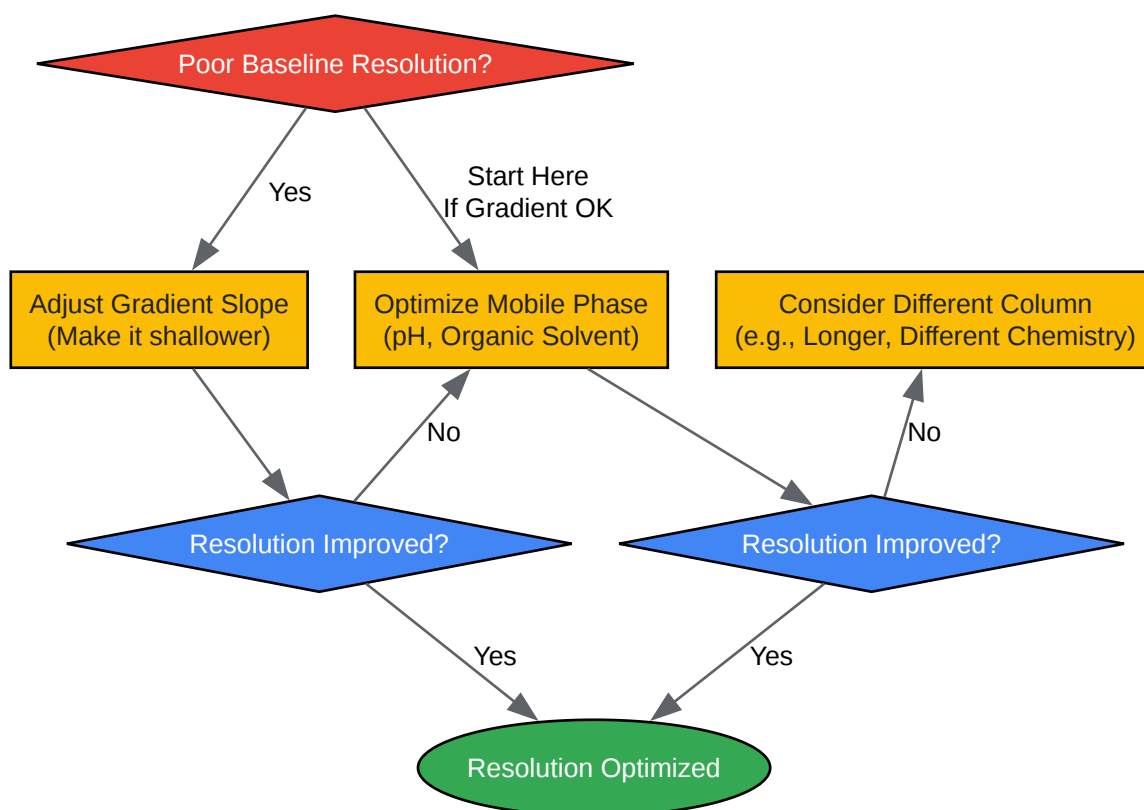 Poor Baseline Resolution?
Yes
Start Here
If Gradient OK
Adjust Gradient Slope
(Make it shallower)
Optimize Mobile Phase
(pH, Organic Solvent)
Consider Different Column
(e.g., Longer, Different Chemistry)
No
No
Resolution Improved?
Resolution Improved?
Yes
Yes
Resolution Optimized